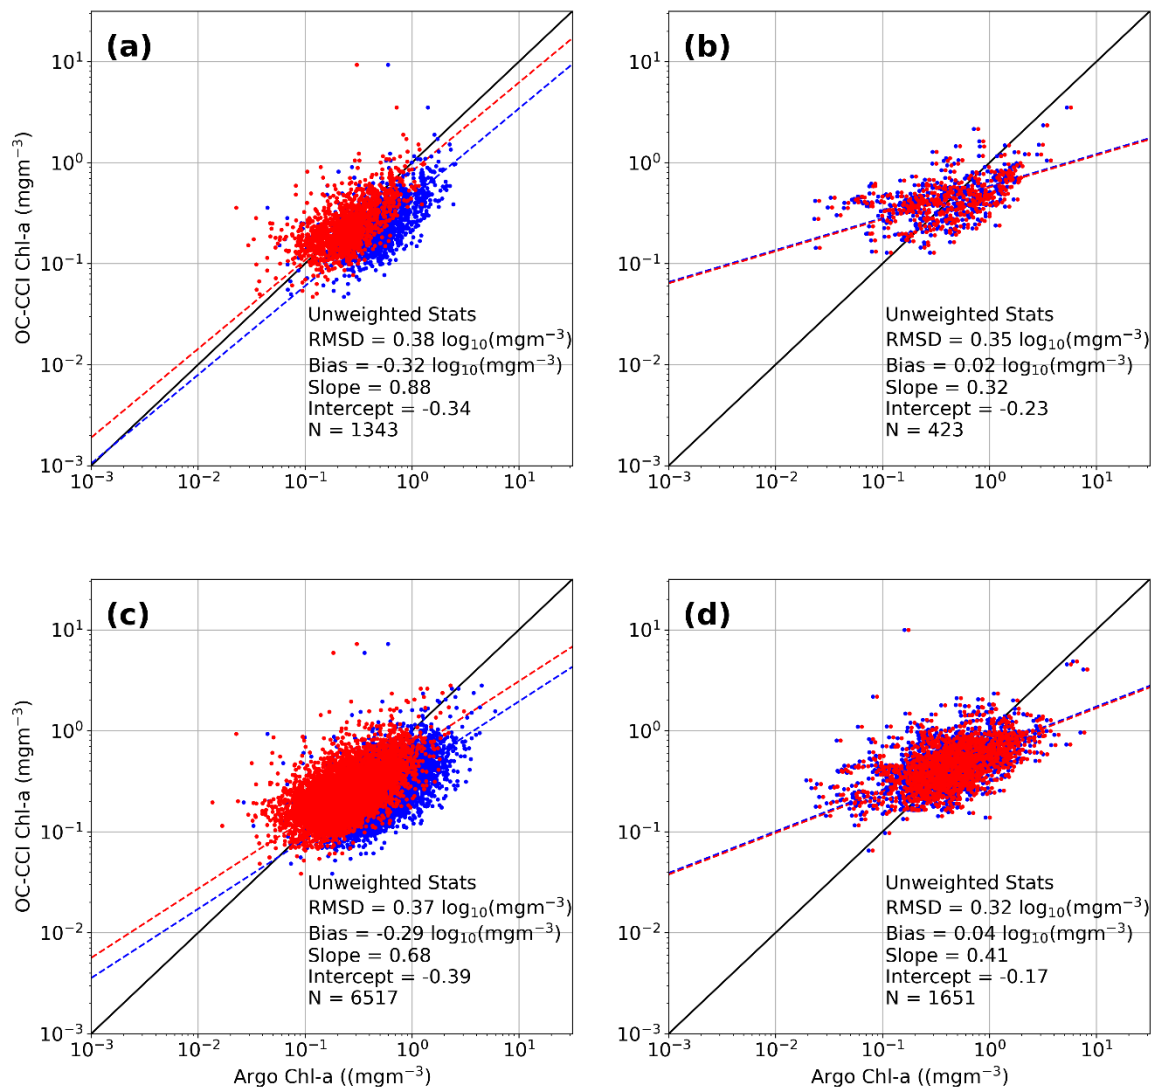 (a)
10¹
10⁰
10⁻¹
10⁻²
10⁻³
OC-CCI Chl-a (mgm⁻³)
Unweighted Stats
RMSD = 0.38 log₁₀(mgm⁻³)
Bias = -0.32 log₁₀(mgm⁻³)
Slope = 0.88
Intercept = -0.34
N = 1343
10⁻³ 10⁻² 10⁻¹ 10⁰ 10¹
(b)
10¹
10⁰
10⁻¹
10⁻²
10⁻³
Unweighted Stats
RMSD = 0.35 log₁₀(mgm⁻³)
Bias = 0.02 log₁₀(mgm⁻³)
Slope = 0.32
Intercept = -0.23
N = 423
10⁻³ 10⁻² 10⁻¹ 10⁰ 10¹
(c)
10¹
10⁰
10⁻¹
10⁻²
10⁻³
OC-CCI Chl-a (mgm⁻³)
Unweighted Stats
RMSD = 0.37 log₁₀(mgm⁻³)
Bias = -0.29 log₁₀(mgm⁻³)
Slope = 0.68
Intercept = -0.39
N = 6517
10⁻³ 10⁻² 10⁻¹ 10⁰ 10¹
Argo Chl-a ((mgm⁻³)
(d)
10¹
10⁰
10⁻¹
10⁻²
10⁻³
Unweighted Stats
RMSD = 0.32 log₁₀(mgm⁻³)
Bias = 0.04 log₁₀(mgm⁻³)
Slope = 0.41
Intercept = -0.17
N = 1651
10⁻³ 10⁻² 10⁻¹ 10⁰ 10¹
Argo Chl-a ((mgm⁻³)